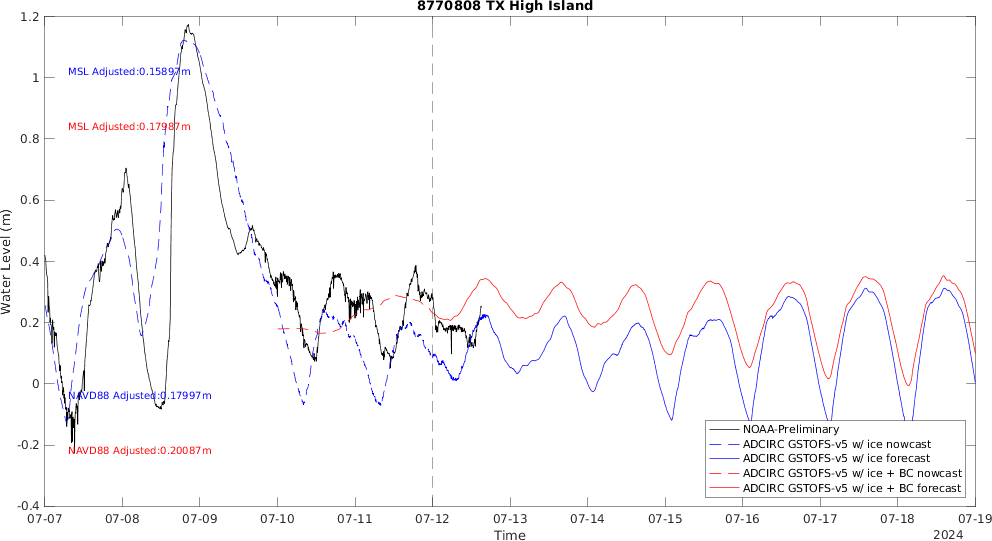 8770808 TX High Island
1.2
1
0.8
0.6
0.4
0.2
0
-0.2
-0.4
Water Level (m)
MSL Adjusted:0.15897m
MSL Adjusted:0.17987m
NAVD88 Adjusted:0.17997m
NAVD88 Adjusted:0.20087m
NOAA-Preliminary
ADCIRC GSTOFS-v5 w/ ice nowcast
ADCIRC GSTOFS-v5 w/ ice forecast
ADCIRC GSTOFS-v5 w/ ice + BC nowcast
ADCIRC GSTOFS-v5 w/ ice + BC forecast
07-07 07-08 07-09 07-10 07-11 07-12 07-13 07-14 07-15 07-16 07-17 07-18 07-19
Time
2024